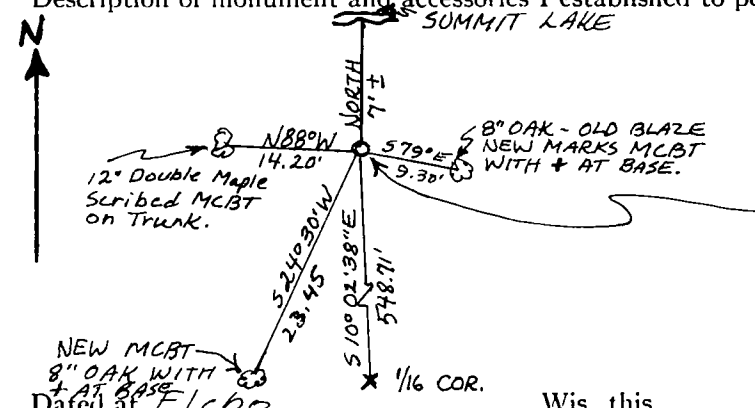 Description of monument and accessories I established to pe
SUMMIT LAKE
N
NORTH
7' ±
N88°W
14.20'
S79°E
9.30'
8" OAK - OLD BLAZE
NEW MARKS MCBT
WITH + AT BASE.
12" Double Maple
Scribed MCBT
on Trunk.
S24°30'W
23.45
S10°02'38"E
548.71'
NEW MCBT
8" OAK WITH
+ AT BASE
1/16 COR.
Dated at Elcho Wis. this